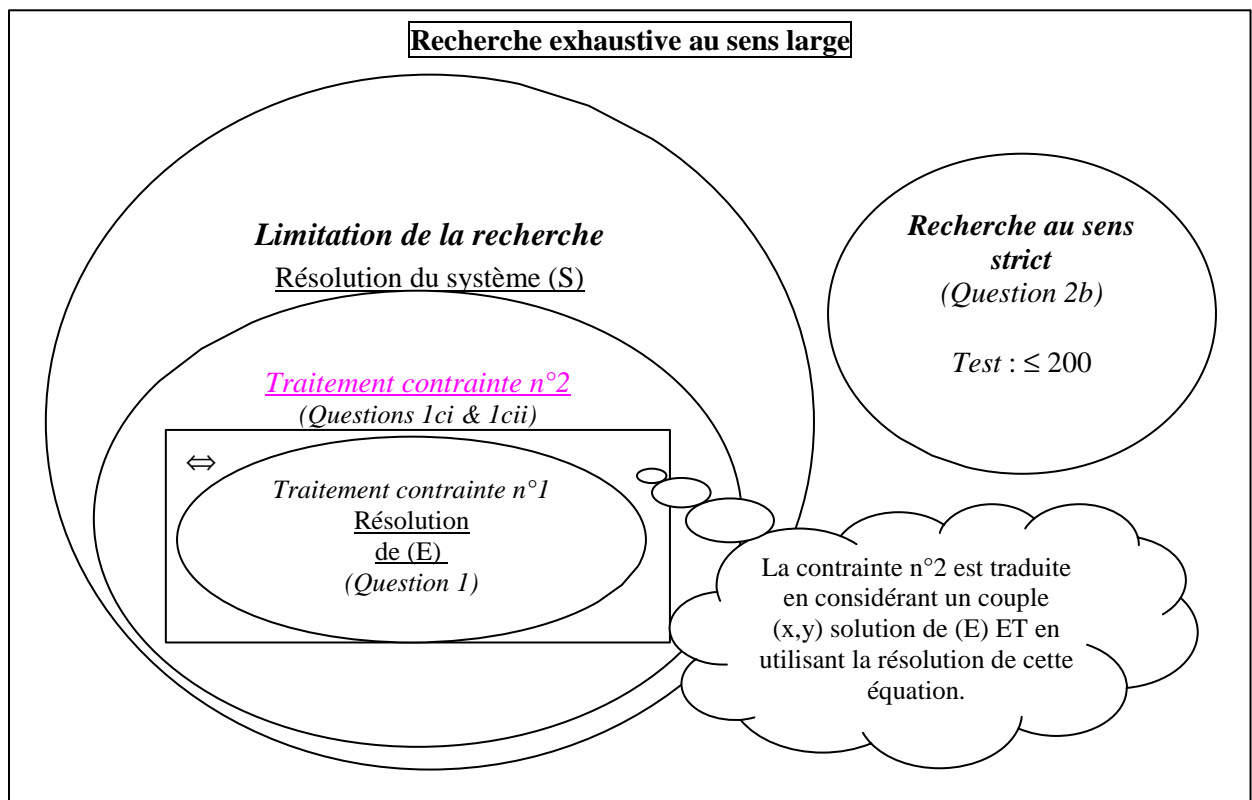 Recherche exhaustive au sens large
Limitation de la recherche
Résolution du système (S)
Traitement contrainte n°2
(Questions 1ci & 1cii)
⇔
Traitement contrainte n°1
Résolution
de (E)
(Question 1)
Recherche au sens
strict
(Question 2b)
Test : ≤ 200
La contrainte n°2 est traduite
en considérant un couple
(x,y) solution de (E) ET en
utilisant la résolution de cette
équation.